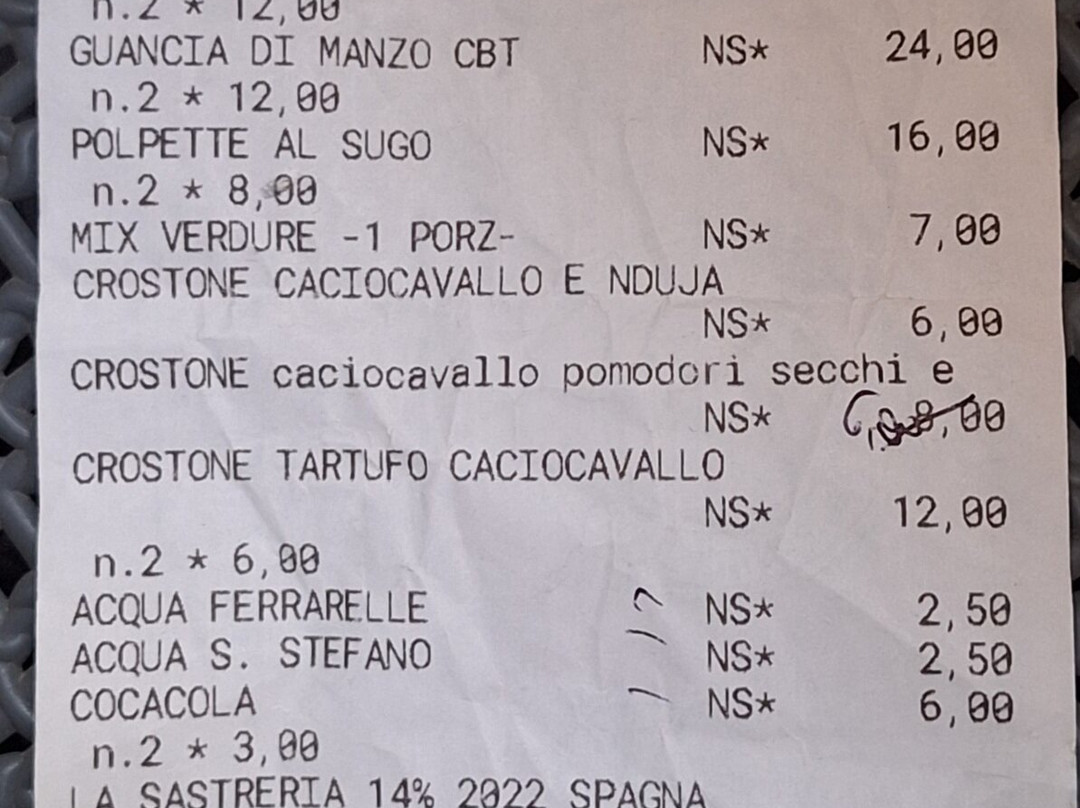 n.2 * 12,00
GUANCIA DI MANZO CBT NS* 24,00
n.2 * 12,00
POLPETTE AL SUGO NS* 16,00
n.2 * 8,00
MIX VERDURE -1 PORZ- NS* 7,00
CROSTONE CACIOCAVALLO E NDUJA
NS* 6,00
CROSTONE caciocavallo pomodori secchi e
NS* 8,00
CROSTONE TARTUFO CACIOCAVALLO
NS* 12,00
n.2 * 6,00
ACQUA FERRARELLE NS* 2,50
ACQUA S. STEFANO NS* 2,50
COCACOLA NS* 6,00
n.2 * 3,00
LA SASTRERIA 14% 2022 SPAGNA